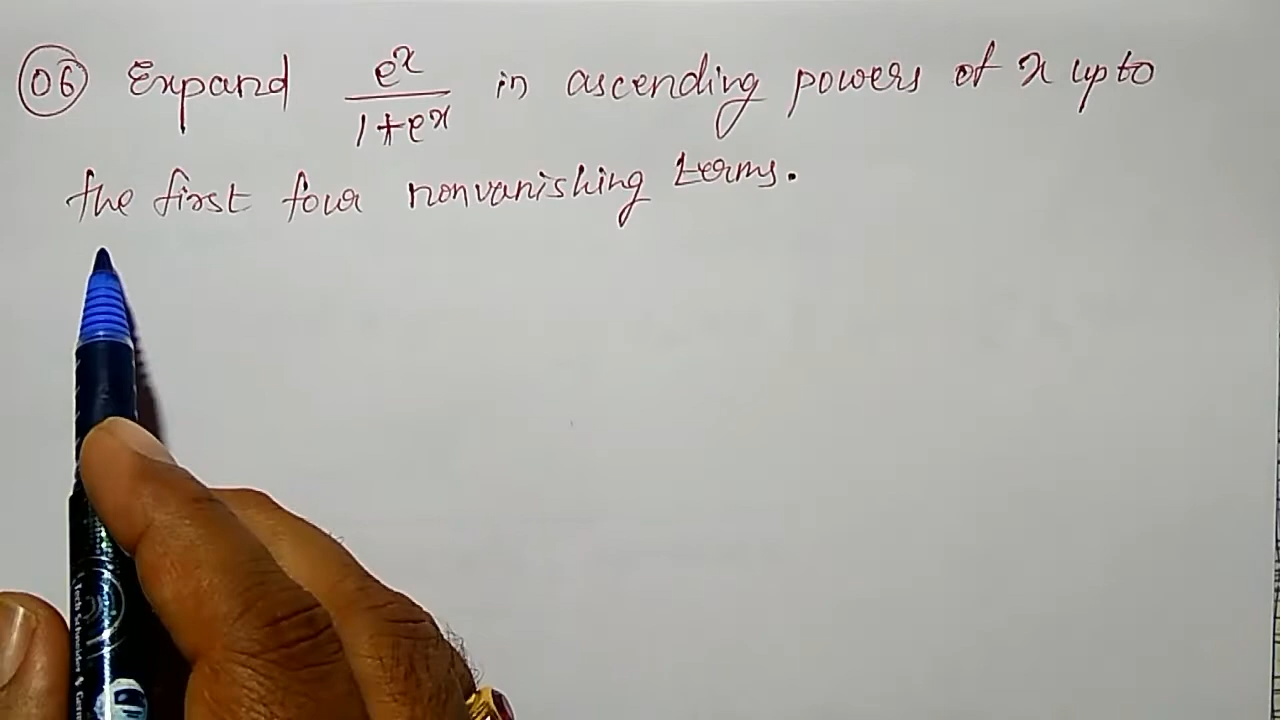 06 Expand e^x/(1+e^x) in ascending powers of x upto
the first four nonvanishing terms.